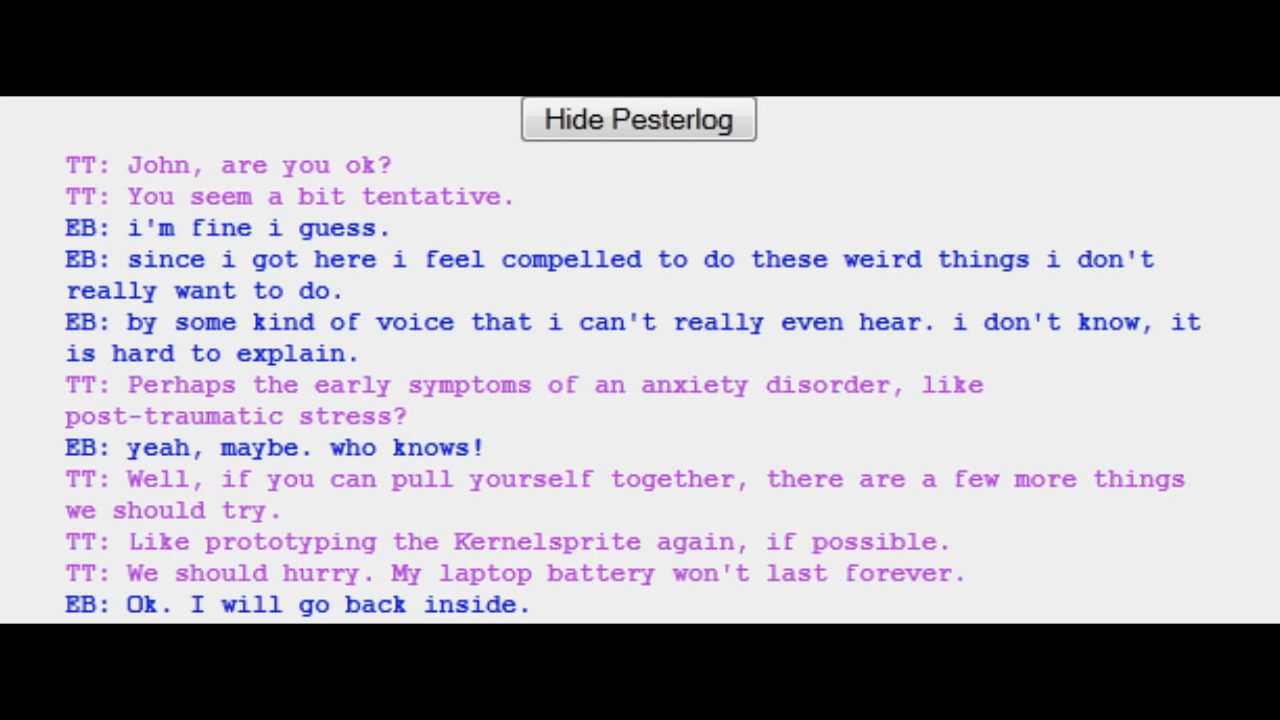 Hide Pesterlog
TT: John, are you ok?
TT: You seem a bit tentative.
EB: i'm fine i guess.
EB: since i got here i feel compelled to do these weird things i don't
really want to do.
EB: by some kind of voice that i can't really even hear. i don't know, it
is hard to explain.
TT: Perhaps the early symptoms of an anxiety disorder, like
post-traumatic stress?
EB: yeah, maybe. who knows!
TT: Well, if you can pull yourself together, there are a few more things
we should try.
TT: Like prototyping the Kernelsprite again, if possible.
TT: We should hurry. My laptop battery won't last forever.
EB: Ok. I will go back inside.